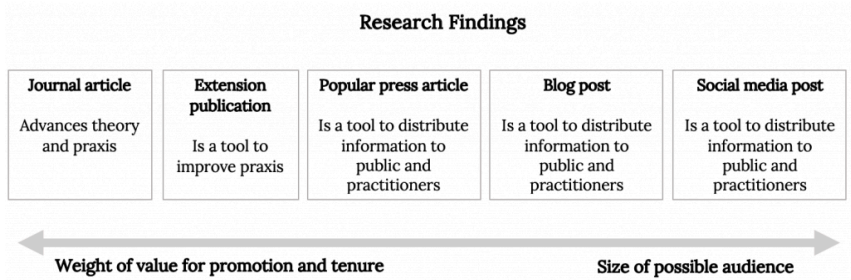 Research Findings
Journal article
Advances theory
and praxis
Extension
publication
Is a tool to
improve praxis
Popular press article
Is a tool to distribute
information to
public and
practitioners
Blog post
Is a tool to distribute
information to
public and
practitioners
Social media post
Is a tool to distribute
information to
public and
practitioners
Weight of value for promotion and tenure
Size of possible audience